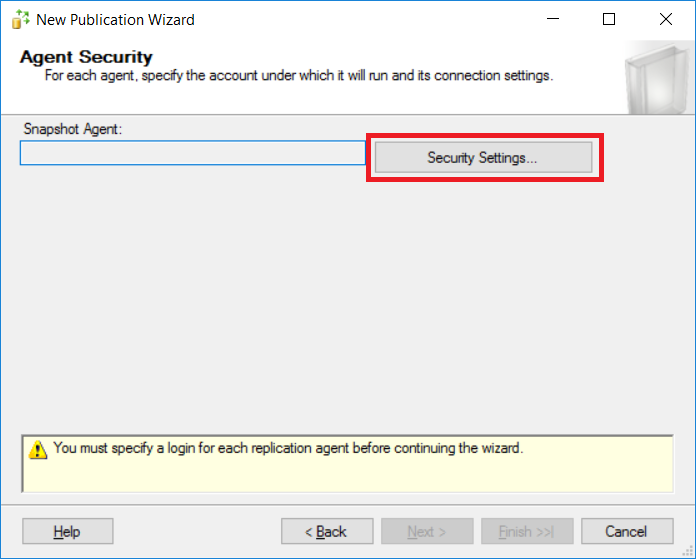 New Publication Wizard
Agent Security
For each agent, specify the account under which it will run and its connection settings.
Snapshot Agent:
Security Settings...
You must specify a login for each replication agent before continuing the wizard.
Help
< Back
Next >
Finish >>|
Cancel